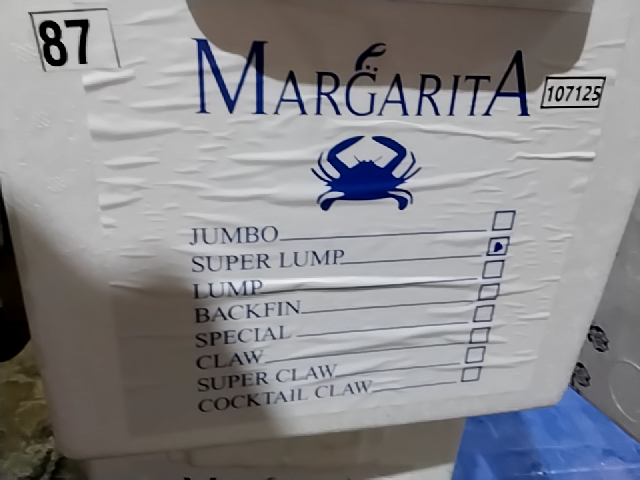 87
MARGARITA
107125
JUMBO
SUPER LUMP
LUMP
BACKFIN
SPECIAL
CLAW
SUPER CLAW
COCKTAIL CLAW